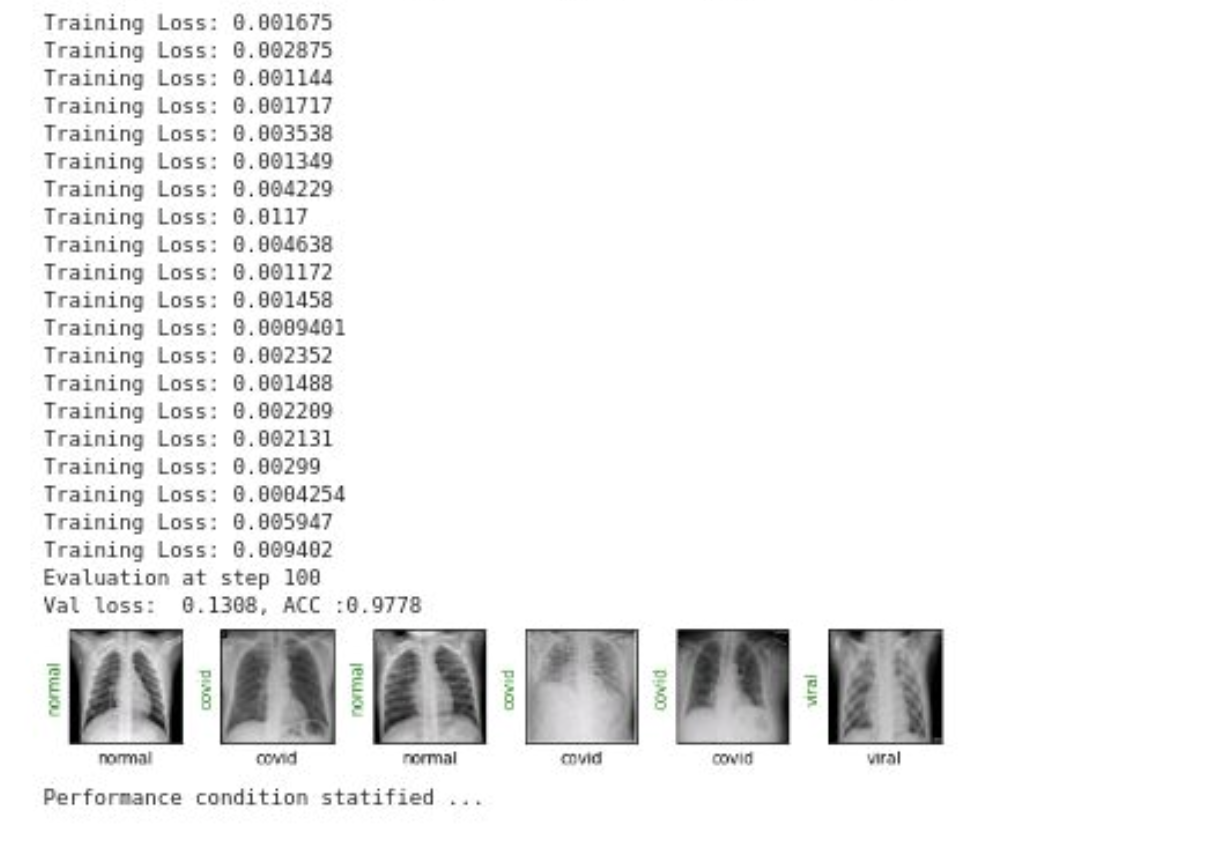 Training Loss: 0.001675
Training Loss: 0.002875
Training Loss: 0.001144
Training Loss: 0.001717
Training Loss: 0.003538
Training Loss: 0.001349
Training Loss: 0.004229
Training Loss: 0.0117
Training Loss: 0.004638
Training Loss: 0.001172
Training Loss: 0.001458
Training Loss: 0.0009401
Training Loss: 0.002352
Training Loss: 0.001488
Training Loss: 0.002209
Training Loss: 0.002131
Training Loss: 0.00299
Training Loss: 0.0004254
Training Loss: 0.005947
Training Loss: 0.009402
Evaluation at step 100
Val loss:  0.1308, ACC :0.9778
normal covid normal covid covid viral
normal covid normal covid covid viral
Performance condition statified ...